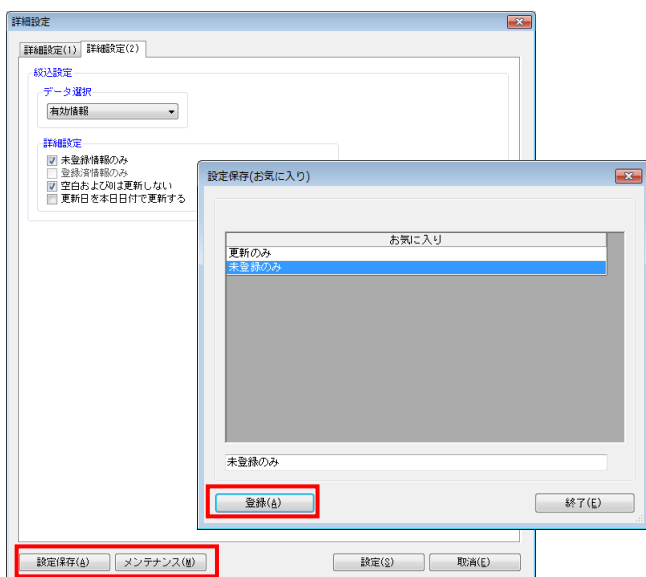 詳細設定
詳細設定(1) 詳細設定(2)
絞込設定
データ選択
有効情報
詳細設定
未登録情報のみ
登録済情報のみ
空白および0は更新しない
更新日を本日日付で更新する
設定保存(A) メンテナンス(M) 設定(S) 取消(E)
設定保存(お気に入り)
お気に入り
更新のみ
未登録のみ
未登録のみ
登録(A) 終了(E)